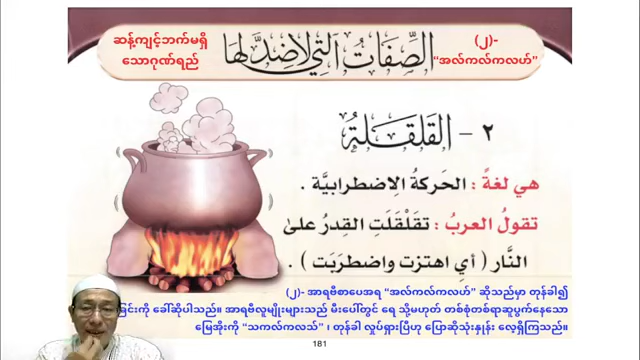 ဆန့်ကျင့်ဘက်မရှိ
သောဂုဏ်ရည်
الصِّفَاتُ الَّتِي لَا ضِدَّ لَهَا
(၂)-
“အလ်ကလ်ကလဟ်”
٢ - القَلقَلَةُ
هي لغةً : الحَركةُ الِاضطرابيَّة .
تقولُ العربُ : تقَلْقَلَتِ القِدرُ علىٰ
النَّار ( أي اهتزت واضطرَبَت ) .
(၂)- အာရဗီစာပေအရ “အလ်ကလ်ကလဟ်” ဆိုသည်မှာ တုန်ခါ၍
ခြင်းကို ခေါ်ဆိုပါသည်။ အာရဗီလူမျိုးများသည် မီးပေါ်တွင် ရေ သို့မဟုတ် တစ်စုံတစ်ရာဆူပွက်နေသော
မြေအိုးကို “သကလ်ကလသ်” ၊ တုန်ခါ လှုပ်ရှားပြီဟု ပြောဆိုသုံးနှုန်း လေ့ရှိကြသည်။
181